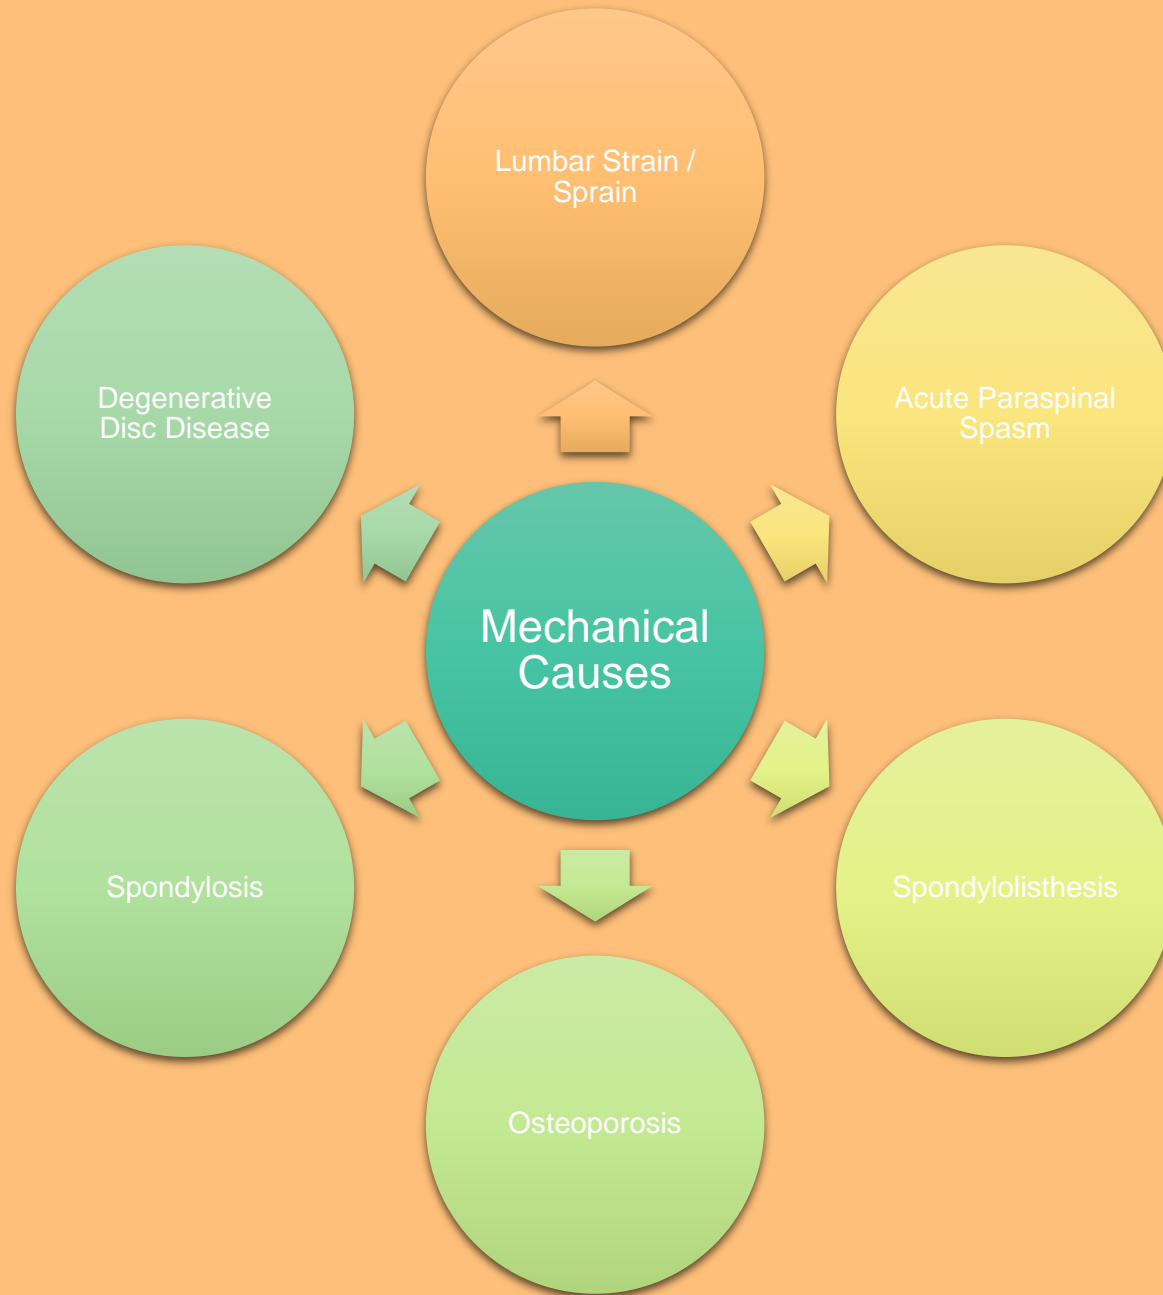 Lumbar Strain /
Sprain
Degenerative
Disc Disease
Acute Paraspinal
Spasm
Mechanical
Causes
Spondylosis
Spondylolisthesis
Osteoporosis